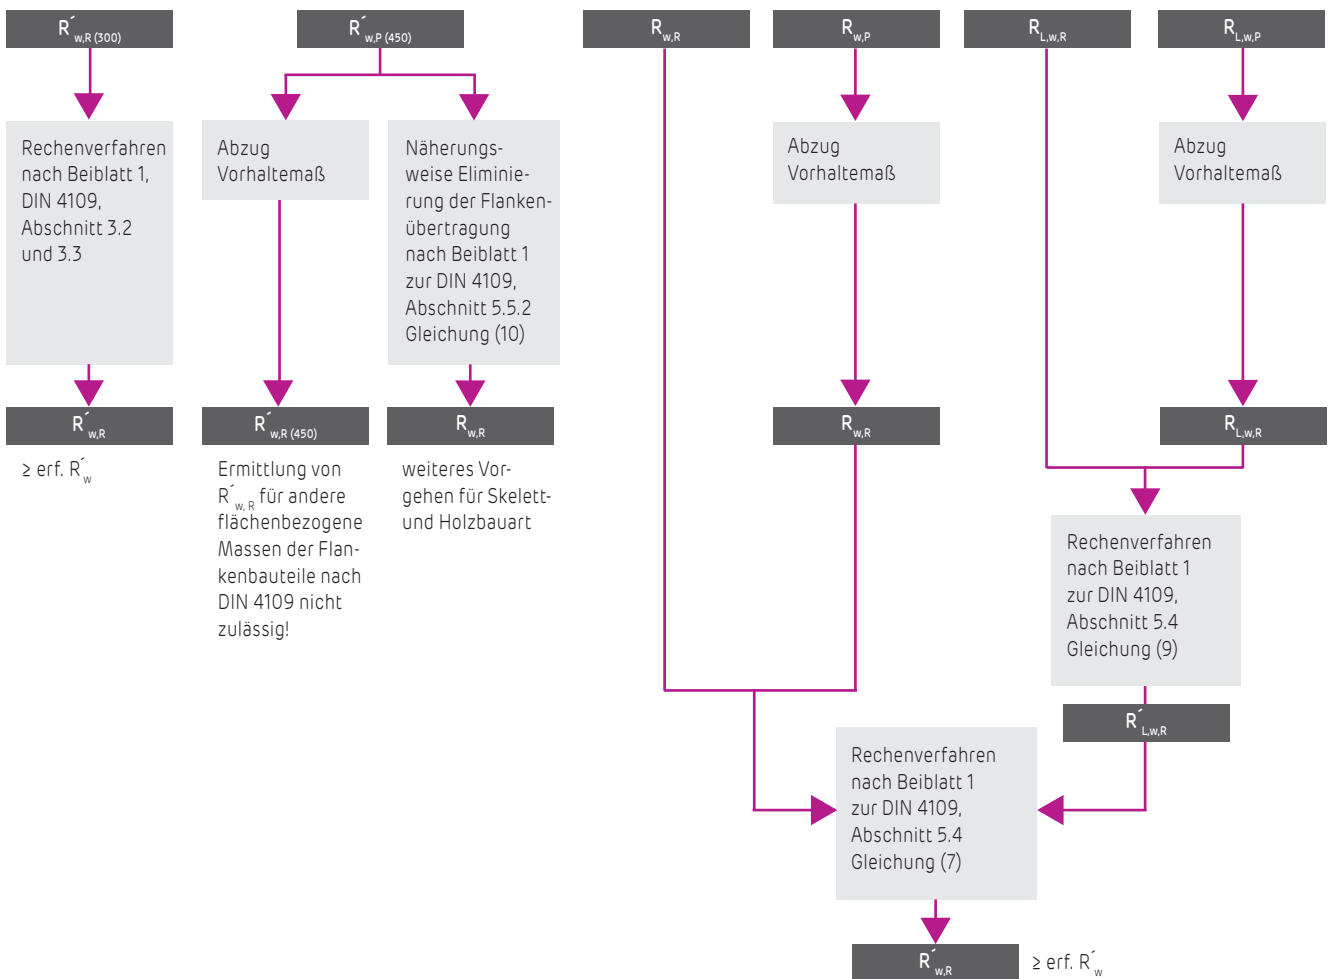 R´w,R (300)
R´w,P (450)
Rw,R
Rw,P
RL,w,R
RL,w,P
Rechenverfahren
nach Beiblatt 1,
DIN 4109,
Abschnitt 3.2
und 3.3
Abzug
Vorhaltemaß
Näherungs-
weise Eliminie-
rung der Flanken-
übertragung
nach Beiblatt 1
zur DIN 4109,
Abschnitt 5.5.2
Gleichung (10)
Abzug
Vorhaltemaß
Abzug
Vorhaltemaß
R´w,R
R´w,R (450)
Rw,R
Rw,R
RL,w,R
≥ erf. R´w
Ermittlung von
R´w, R für andere
flächenbezogene
Massen der Flan-
kenbauteile nach
DIN 4109 nicht
zulässig!
weiteres Vor-
gehen für Skelett-
und Holzbauart
Rechenverfahren
nach Beiblatt 1
zur DIN 4109,
Abschnitt 5.4
Gleichung (9)
R´L,w,R
Rechenverfahren
nach Beiblatt 1
zur DIN 4109,
Abschnitt 5.4
Gleichung (7)
R´w,R
≥ erf. R´w